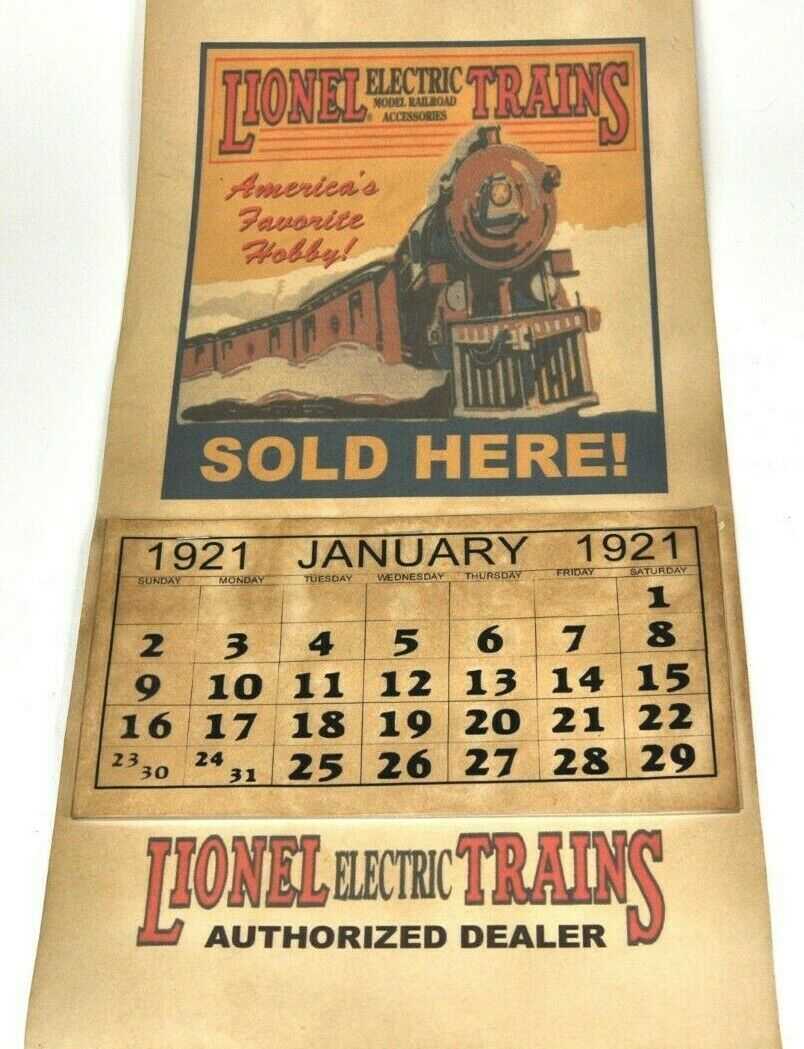 LIONEL ELECTRIC TRAINS
MODEL RAILROAD
® ACCESSORIES
America's
Favorite
Hobby!
SOLD HERE!
1921 JANUARY 1921
SUNDAY MONDAY TUESDAY WEDNESDAY THURSDAY FRIDAY SATURDAY
1
2 3 4 5 6 7 8
9 10 11 12 13 14 15
16 17 18 19 20 21 22
23 30 24 31 25 26 27 28 29
LIONEL ELECTRIC TRAINS
AUTHORIZED DEALER